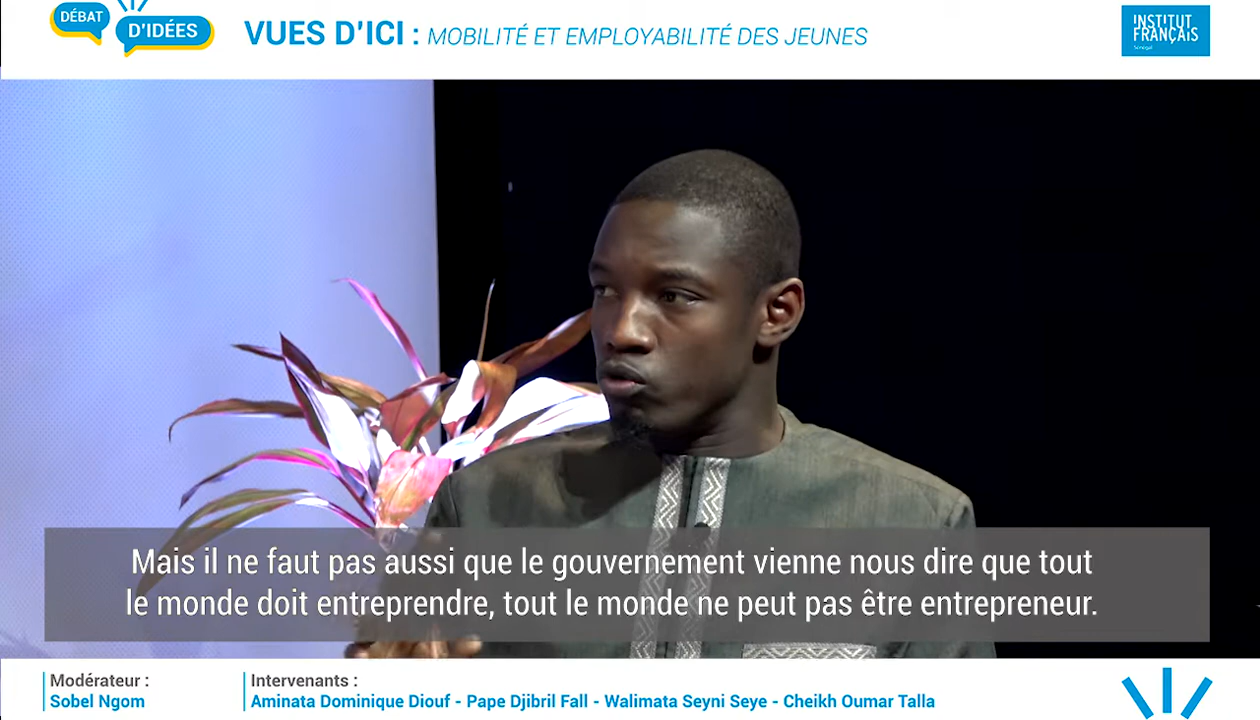 DÉBAT
D'IDÉES
VUES D'ICI : MOBILITÉ ET EMPLOYABILITÉ DES JEUNES
INSTITUT
FRANÇAIS
Sénégal
Mais il ne faut pas aussi que le gouvernement vienne nous dire que tout
le monde doit entreprendre, tout le monde ne peut pas être entrepreneur.
Modérateur :
Sobel Ngom
Intervenants :
Aminata Dominique Diouf - Pape Djibril Fall - Walimata Seyni Seye - Cheikh Oumar Talla